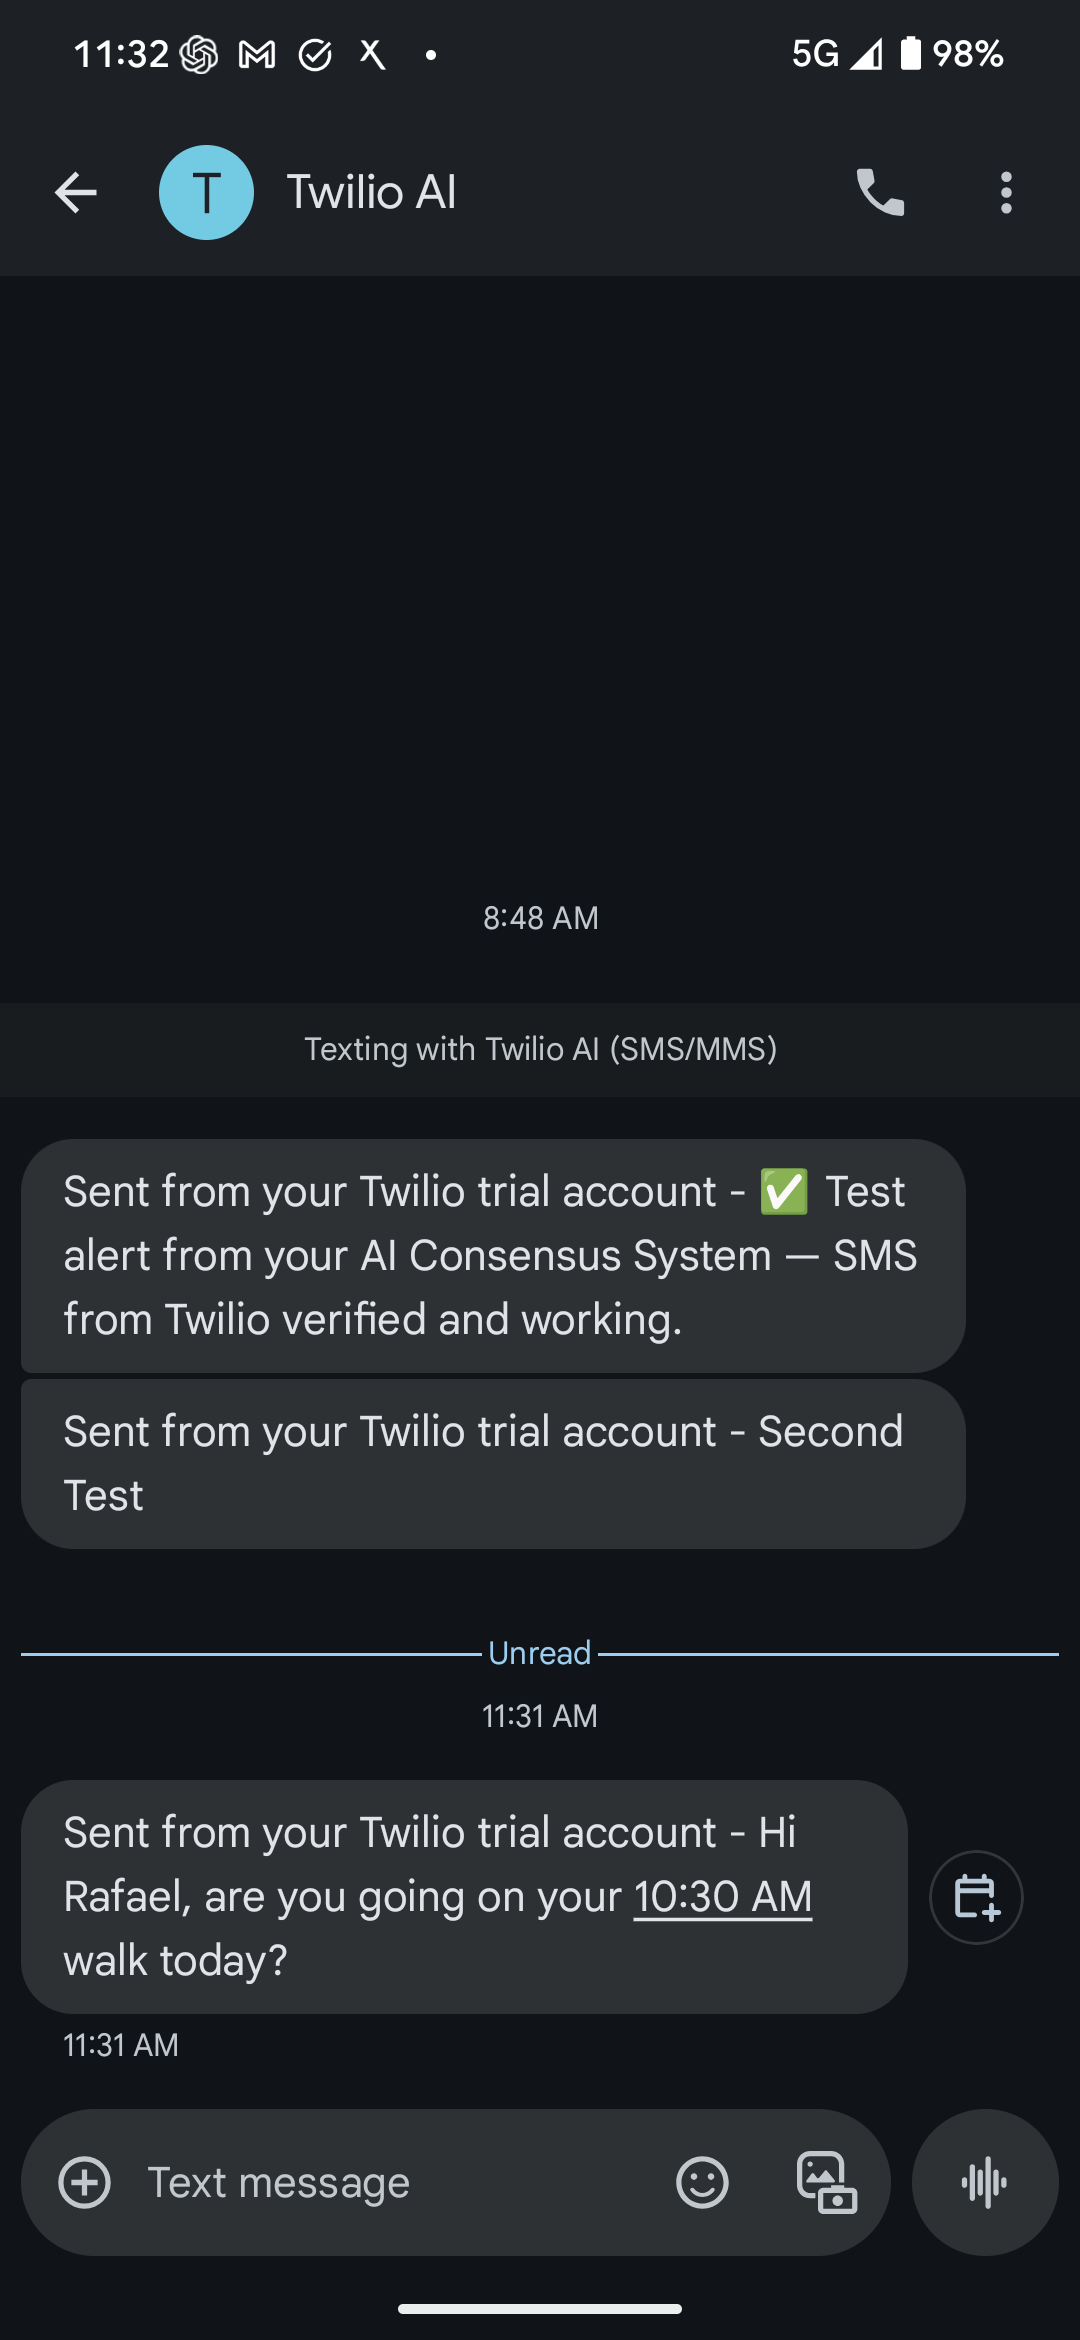 11:32 5G 98%
T Twilio AI
8:48 AM
Texting with Twilio AI (SMS/MMS)
Sent from your Twilio trial account - ✅ Test
alert from your AI Consensus System — SMS
from Twilio verified and working.
Sent from your Twilio trial account - Second
Test
Unread
11:31 AM
Sent from your Twilio trial account - Hi
Rafael, are you going on your 10:30 AM
walk today?
11:31 AM
Text message